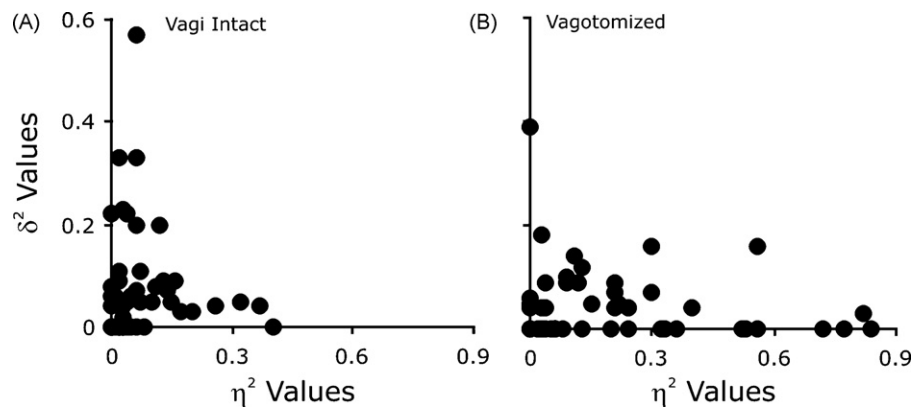 (A) Vagi Intact
0.6
0.4
0.2
0
δ² Values
0 0.3 0.6 0.9
η² Values
(B) Vagotomized
0 0.3 0.6 0.9
η² Values